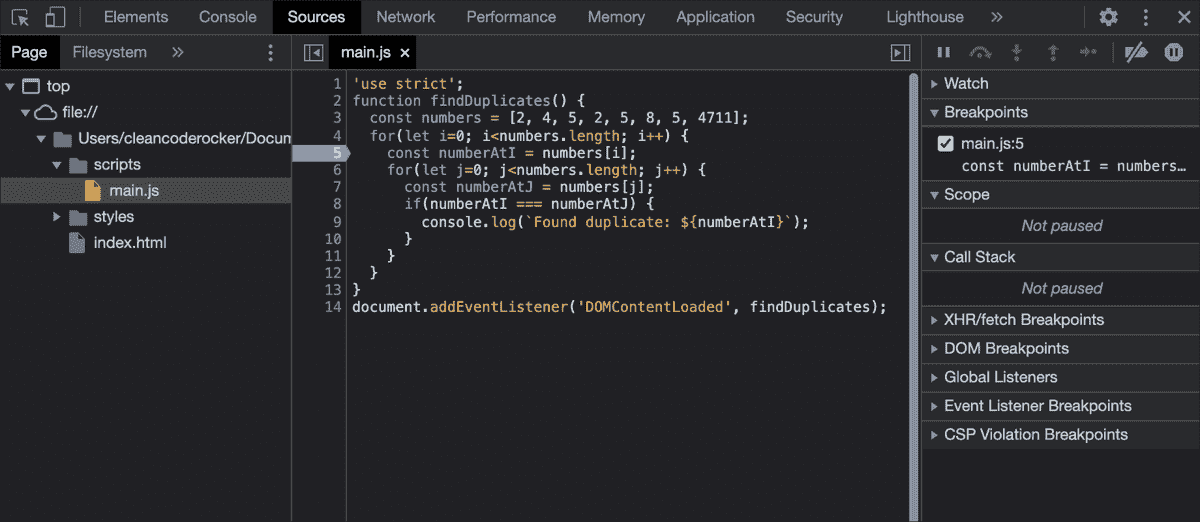 Elements Console Sources Network Performance Memory Application Security Lighthouse »
Page Filesystem »
top
file://
Users/cleancoderocker/Docum
scripts
main.js
styles
index.html
main.js ×
1 'use strict';
2 function findDuplicates() {
3 const numbers = [2, 4, 5, 2, 5, 8, 5, 4711];
4 for(let i=0; i<numbers.length; i++) {
5 const numberAtI = numbers[i];
6 for(let j=0; j<numbers.length; j++) {
7 const numberAtJ = numbers[j];
8 if(numberAtI === numberAtJ) {
9 console.log(`Found duplicate: ${numberAtI}`);
10 }
11 }
12 }
13 }
14 document.addEventListener('DOMContentLoaded', findDuplicates);
Watch
Breakpoints
main.js:5
const numberAtI = numbers…
Scope
Not paused
Call Stack
Not paused
XHR/fetch Breakpoints
DOM Breakpoints
Global Listeners
Event Listener Breakpoints
CSP Violation Breakpoints